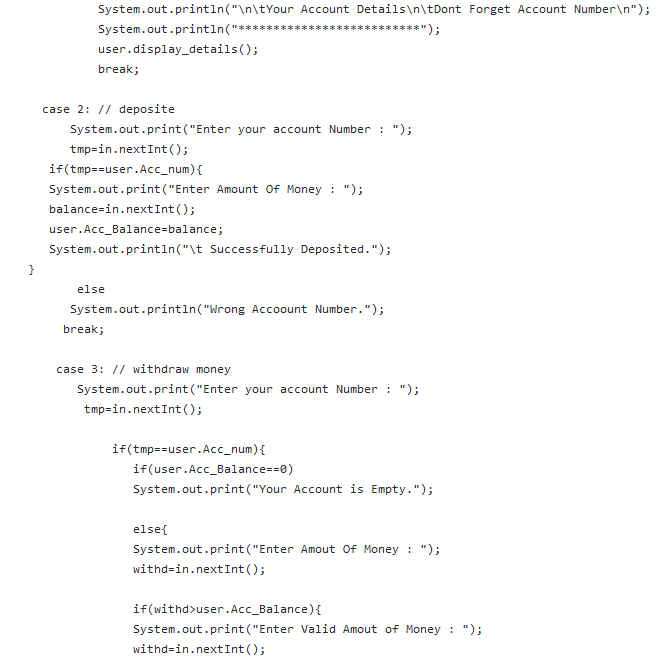 System.out.println("\n\tYour Account Details\n\tDont Forget Account Number\n");
System.out.println("**************************");
user.display_details();
break;
case 2: // deposite
System.out.print("Enter your account Number : ");
tmp=in.nextInt();
if(tmp==user.Acc_num){
System.out.print("Enter Amount Of Money : ");
balance=in.nextInt();
user.Acc_Balance=balance;
System.out.println("\t Successfully Deposited.");
}
else
System.out.println("Wrong Accoount Number.");
break;
case 3: // withdraw money
System.out.print("Enter your account Number : ");
tmp=in.nextInt();
if(tmp==user.Acc_num){
if(user.Acc_Balance==0)
System.out.print("Your Account is Empty.");
else{
System.out.print("Enter Amout Of Money : ");
withd=in.nextInt();
if(withd>user.Acc_Balance){
System.out.print("Enter Valid Amout of Money : ");
withd=in.nextInt();